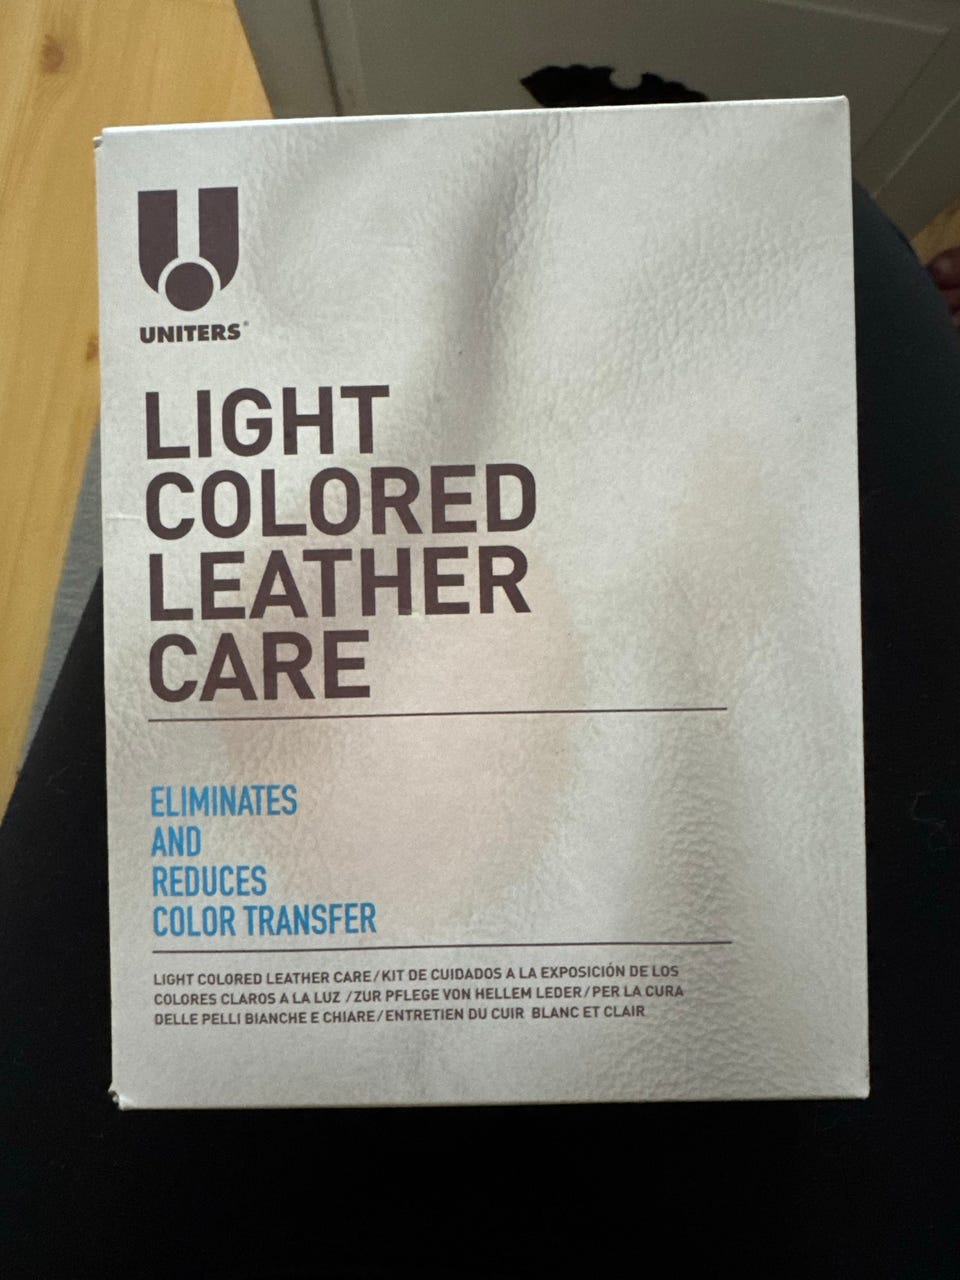 UNITERS®
LIGHT
COLORED
LEATHER
CARE
ELIMINATES
AND
REDUCES
COLOR TRANSFER
LIGHT COLORED LEATHER CARE/KIT DE CUIDADOS A LA EXPOSICIÓN DE LOS
COLORES CLAROS A LA LUZ /ZUR PFLEGE VON HELLEM LEDER/PER LA CURA
DELLE PELLI BIANCHE E CHIARE/ENTRETIEN DU CUIR BLANC ET CLAIR